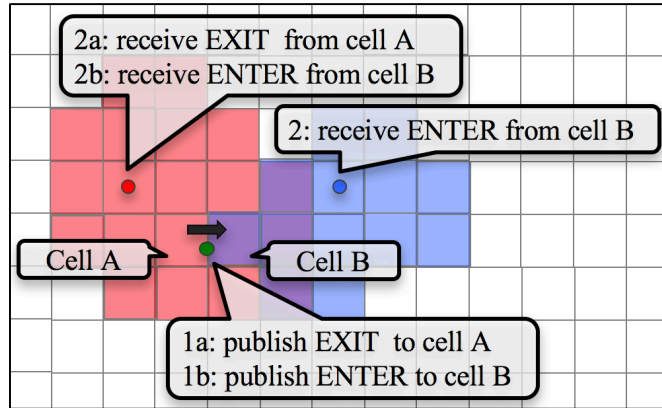 2a: receive EXIT from cell A
2b: receive ENTER from cell B
2: receive ENTER from cell B
Cell A
Cell B
1a: publish EXIT to cell A
1b: publish ENTER to cell B